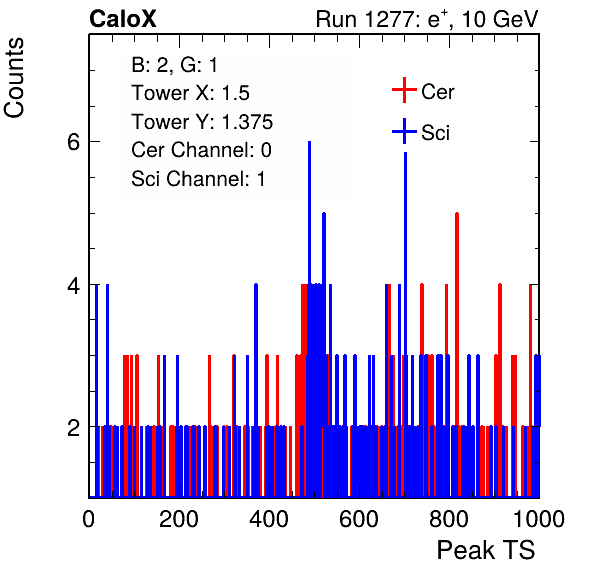 CaloX
Run 1277: e+, 10 GeV
Counts
B: 2, G: 1
Tower X: 1.5
Tower Y: 1.375
Cer Channel: 0
Sci Channel: 1
Cer
Sci
6
4
2
0 200 400 600 800 1000
Peak TS